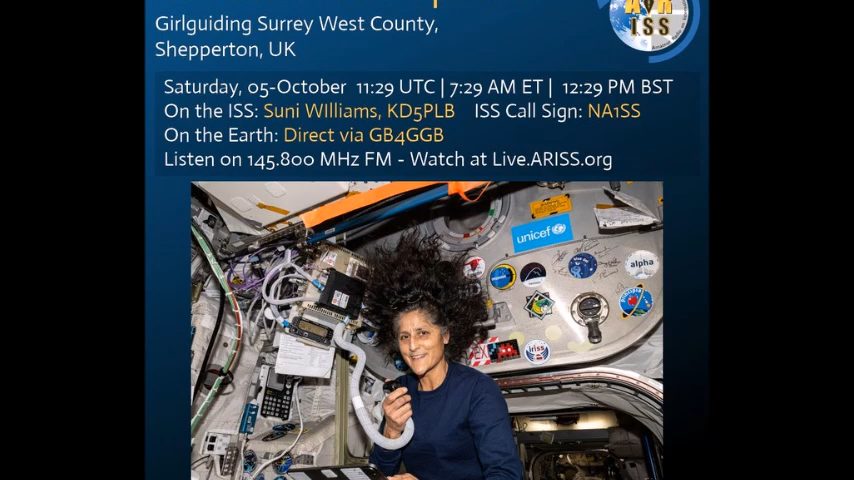 A R
ISS
Girlguiding Surrey West County,
Shepperton, UK
Saturday, 05-October 11:29 UTC | 7:29 AM ET | 12:29 PM BST
On the ISS: Suni WIlliams, KD5PLB ISS Call Sign: NA1SS
On the Earth: Direct via GB4GGB
Listen on 145.800 MHz FM - Watch at Live.ARISS.org
unicef
alpha
iriss